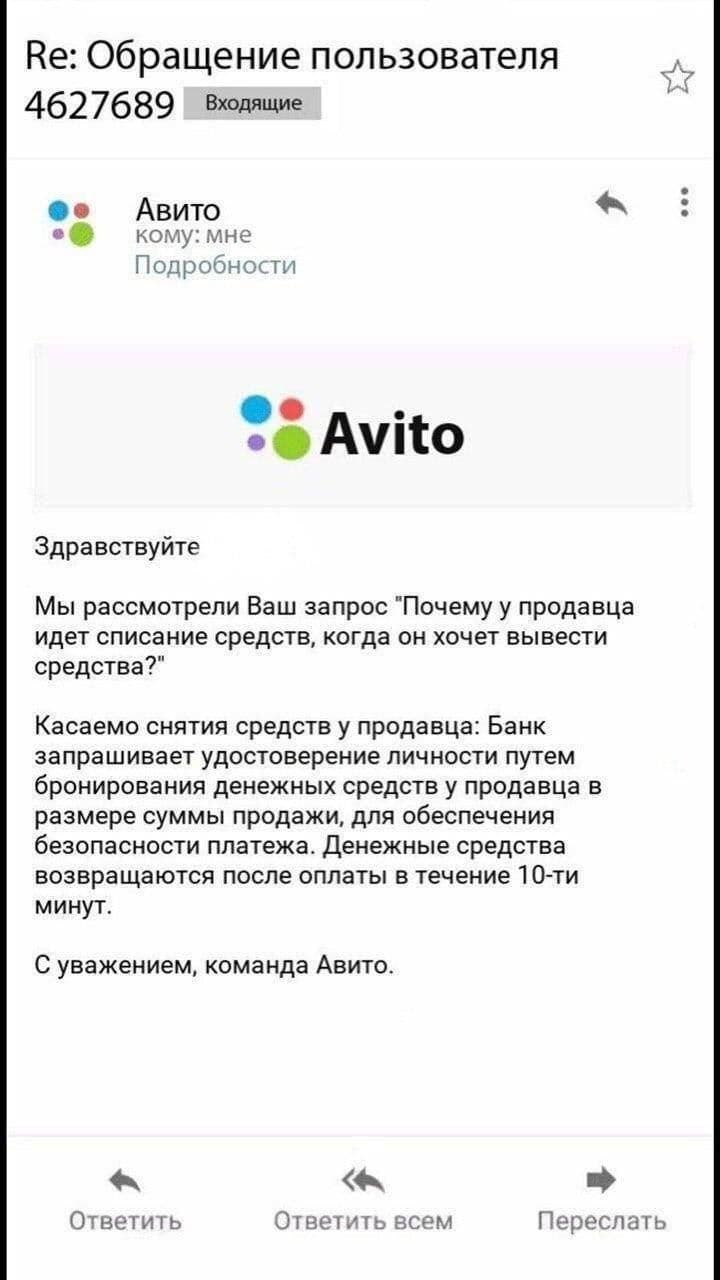 Re: Обращение пользователя
4627689 Входящие
Авито
кому: мне
Подробности
Avito
Здравствуйте
Мы рассмотрели Ваш запрос "Почему у продавца
идет списание средств, когда он хочет вывести
средства?"
Касаемо снятия средств у продавца: Банк
запрашивает удостоверение личности путем
бронирования денежных средств у продавца в
размере суммы продажи, для обеспечения
безопасности платежа. Денежные средства
возвращаются после оплаты в течение 10-ти
минут.
С уважением, команда Авито.
Ответить Ответить всем Переслать